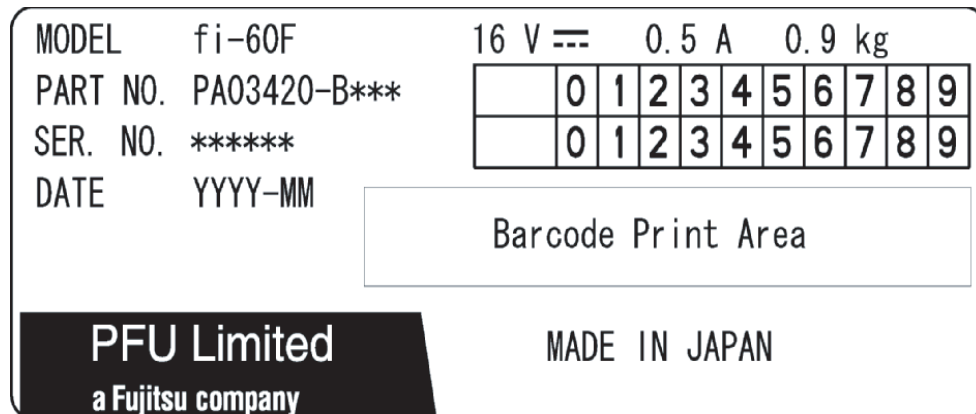 MODEL fi-60F 16 V 0.5 A 0.9 kg
PART NO. PA03420-B*** 0 1 2 3 4 5 6 7 8 9
SER. NO. ****** 0 1 2 3 4 5 6 7 8 9
DATE YYYY-MM
Barcode Print Area
PFU Limited
a Fujitsu company
MADE IN JAPAN